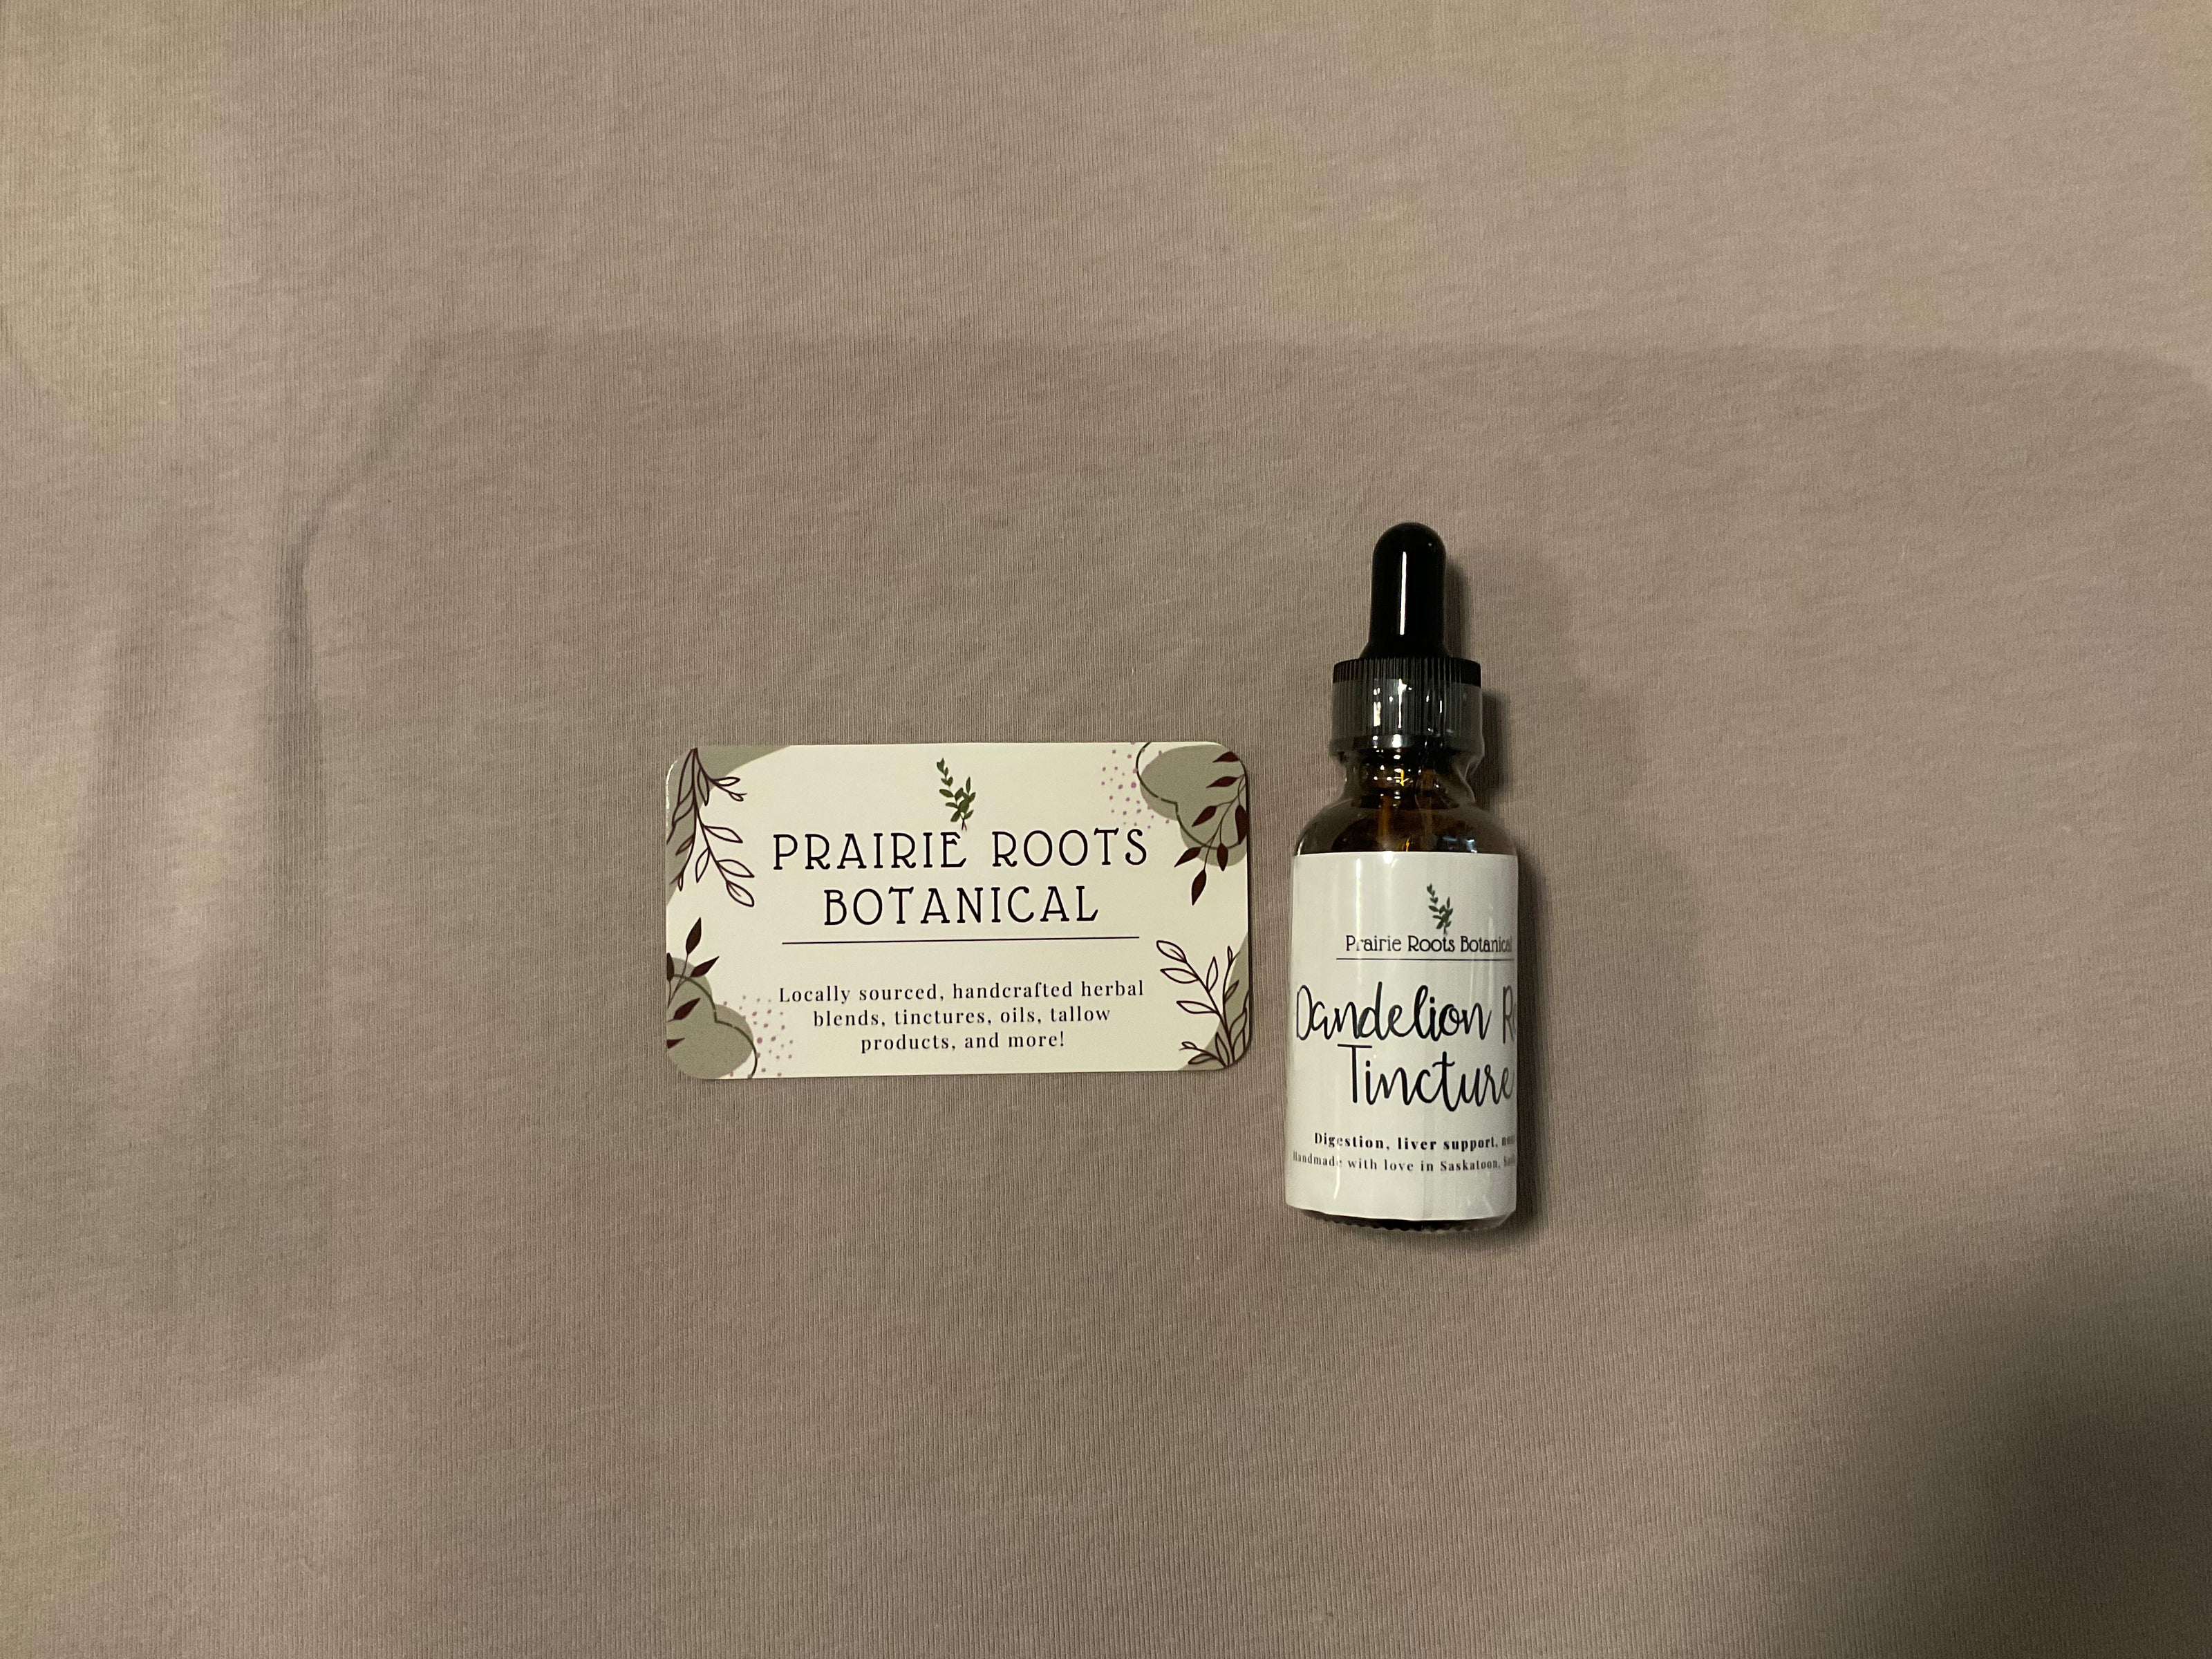 PRAIRIE ROOTS
BOTANICAL
Locally sourced, handcrafted herbal
blends, tinctures, oils, tallow
products, and more!
Prairie Roots Botanical
Dandelion
Tincture
Digestion, liver support,
Handmade with love in Saskatoon,